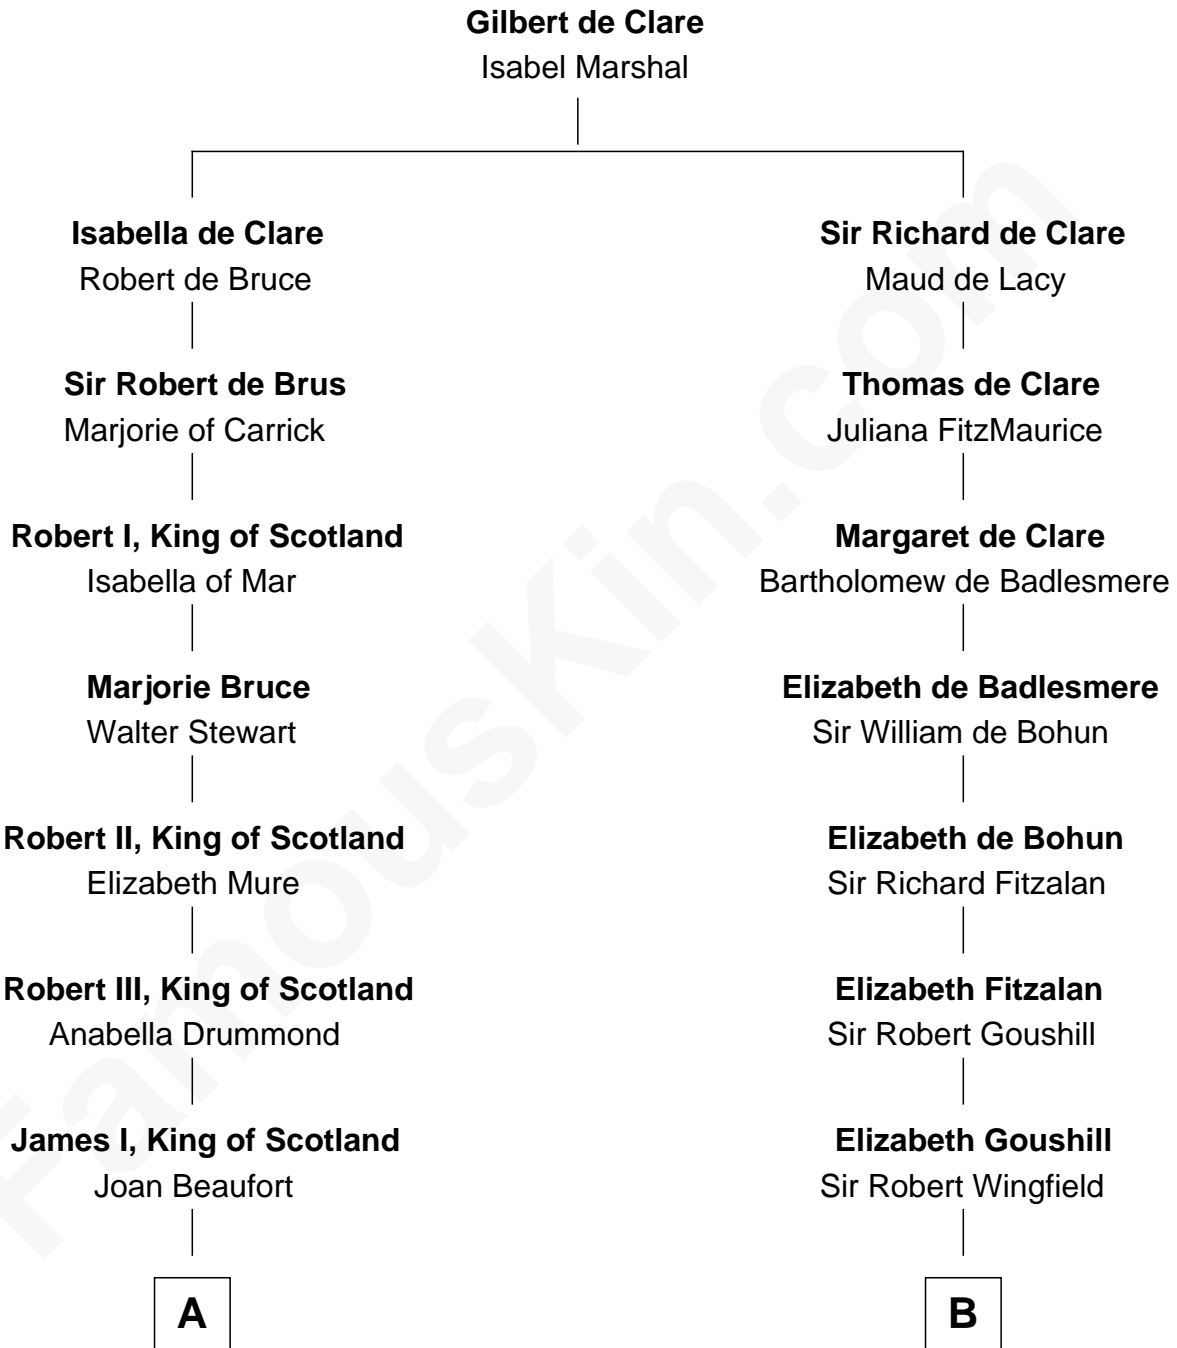 Gilbert de Clare
Isabel Marshal
Isabella de Clare
Robert de Bruce
Sir Robert de Brus
Marjorie of Carrick
Robert I, King of Scotland
Isabella of Mar
Marjorie Bruce
Walter Stewart
Robert II, King of Scotland
Elizabeth Mure
Robert III, King of Scotland
Anabella Drummond
James I, King of Scotland
Joan Beaufort
A
Sir Richard de Clare
Maud de Lacy
Thomas de Clare
Juliana FitzMaurice
Margaret de Clare
Bartholomew de Badlesmere
Elizabeth de Badlesmere
Sir William de Bohun
Elizabeth de Bohun
Sir Richard Fitzalan
Elizabeth Fitzalan
Sir Robert Goushill
Elizabeth Goushill
Sir Robert Wingfield
B
FamousKin.com